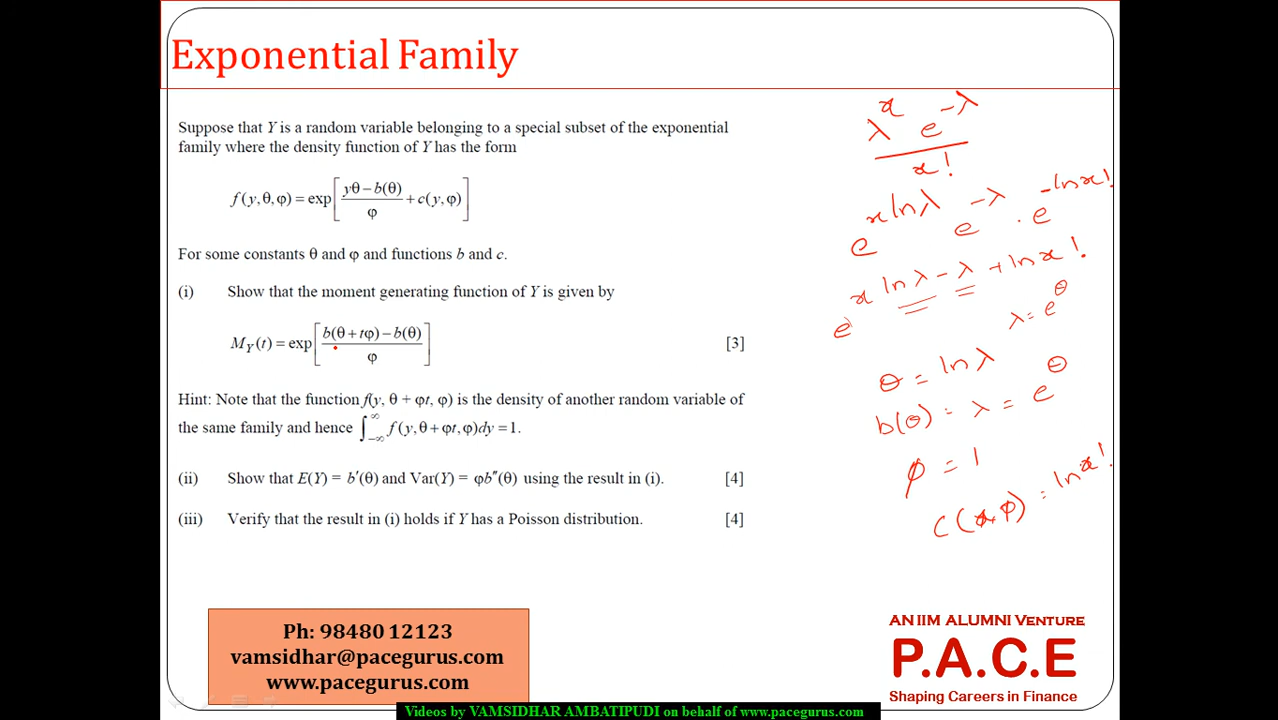 Exponential Family
Suppose that Y is a random variable belonging to a special subset of the exponential
family where the density function of Y has the form
f(y,θ,φ) = exp[(yθ − b(θ))/φ + c(y,φ)]
For some constants θ and φ and functions b and c.
(i) Show that the moment generating function of Y is given by
M_Y(t) = exp[(b(θ + tφ) − b(θ))/φ] [3]
Hint: Note that the function f(y, θ + φt, φ) is the density of another random variable of
the same family and hence ∫_{−∞}^{∞} f(y,θ + φt,φ)dy = 1.
(ii) Show that E(Y) = b′(θ) and Var(Y) = φb″(θ) using the result in (i). [4]
(iii) Verify that the result in (i) holds if Y has a Poisson distribution. [4]
λ^x e^{-λ}
x!
e^{x ln λ} e^{-λ} . e^{-ln x!}
e^{x ln λ − λ + ln x!}
λ = e^θ
θ = ln λ
b(θ) = λ = e^θ
φ = 1
c(x, φ) = ln x!
Ph: 98480 12123
vamsidhar@pacegurus.com
www.pacegurus.com
AN IIM ALUMNI VENTURE
P.A.C.E
Shaping Careers in Finance
Videos by VAMSIDHAR AMBATIPUDI on behalf of www.pacegurus.com